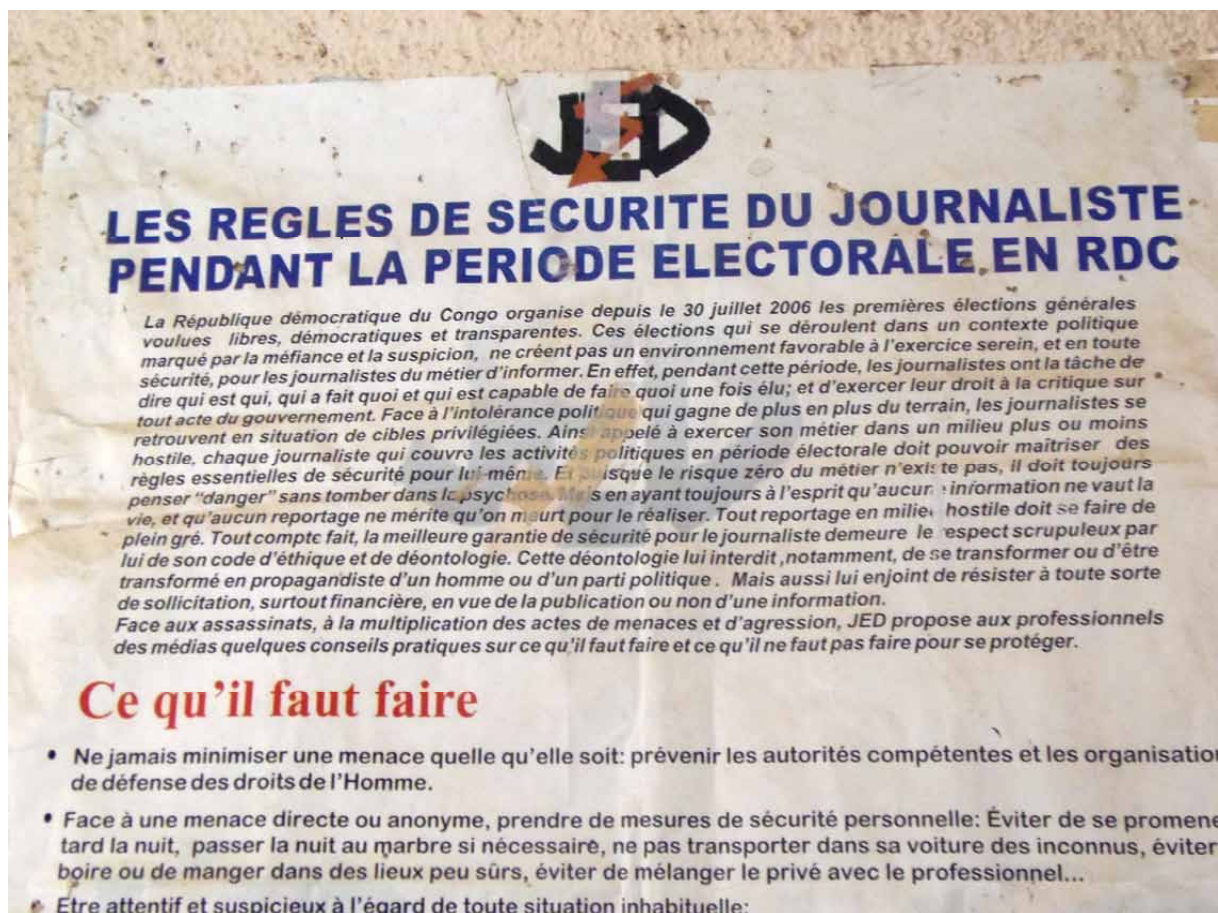 JED
LES REGLES DE SECURITE DU JOURNALISTE
PENDANT LA PERIODE ELECTORALE EN RDC
La République démocratique du Congo organise depuis le 30 juillet 2006 les premières élections générales
voulues libres, démocratiques et transparentes. Ces élections qui se déroulent dans un contexte politique
marqué par la méfiance et la suspicion, ne créent pas un environnement favorable à l'exercice serein, et en toute
sécurité, pour les journalistes du métier d'informer. En effet, pendant cette période, les journalistes ont la tâche de
dire qui est qui, qui a fait quoi et qui est capable de faire quoi une fois élu; et d'exercer leur droit à la critique sur
tout acte du gouvernement. Face à l'intolérance politique qui gagne de plus en plus du terrain, les journalistes se
retrouvent en situation de cibles privilégiées. Ainsi appelé à exercer son métier dans un milieu plus ou moins
hostile, chaque journaliste qui couvre les activités politiques en période électorale doit pouvoir maîtriser des
règles essentielles de sécurité pour lui-même. Et puisque le risque zéro du métier n'existe pas, il doit toujours
penser "danger" sans tomber dans la psychose. Mais en ayant toujours à l'esprit qu'aucune information ne vaut la
vie, et qu'aucun reportage ne mérite qu'on meurt pour le réaliser. Tout reportage en milieu hostile doit se faire de
plein gré. Tout compte fait, la meilleure garantie de sécurité pour le journaliste demeure le respect scrupuleux par
lui de son code d'éthique et de déontologie. Cette déontologie lui interdit ,notamment, de se transformer ou d'être
transformé en propagandiste d'un homme ou d'un parti politique . Mais aussi lui enjoint de résister à toute sorte
de sollicitation, surtout financière, en vue de la publication ou non d'une information.
Face aux assassinats, à la multiplication des actes de menaces et d'agression, JED propose aux professionnels
des médias quelques conseils pratiques sur ce qu'il faut faire et ce qu'il ne faut pas faire pour se protéger.
Ce qu'il faut faire
• Ne jamais minimiser une menace quelle qu'elle soit: prévenir les autorités compétentes et les organisation
de défense des droits de l'Homme.
• Face à une menace directe ou anonyme, prendre de mesures de sécurité personnelle: Éviter de se promene
tard la nuit, passer la nuit au marbre si nécessaire, ne pas transporter dans sa voiture des inconnus, éviter
boire ou de manger dans des lieux peu sûrs, éviter de mélanger le privé avec le professionnel...
• Etre attentif et suspicieux à l'égard de toute situation inhabituelle: